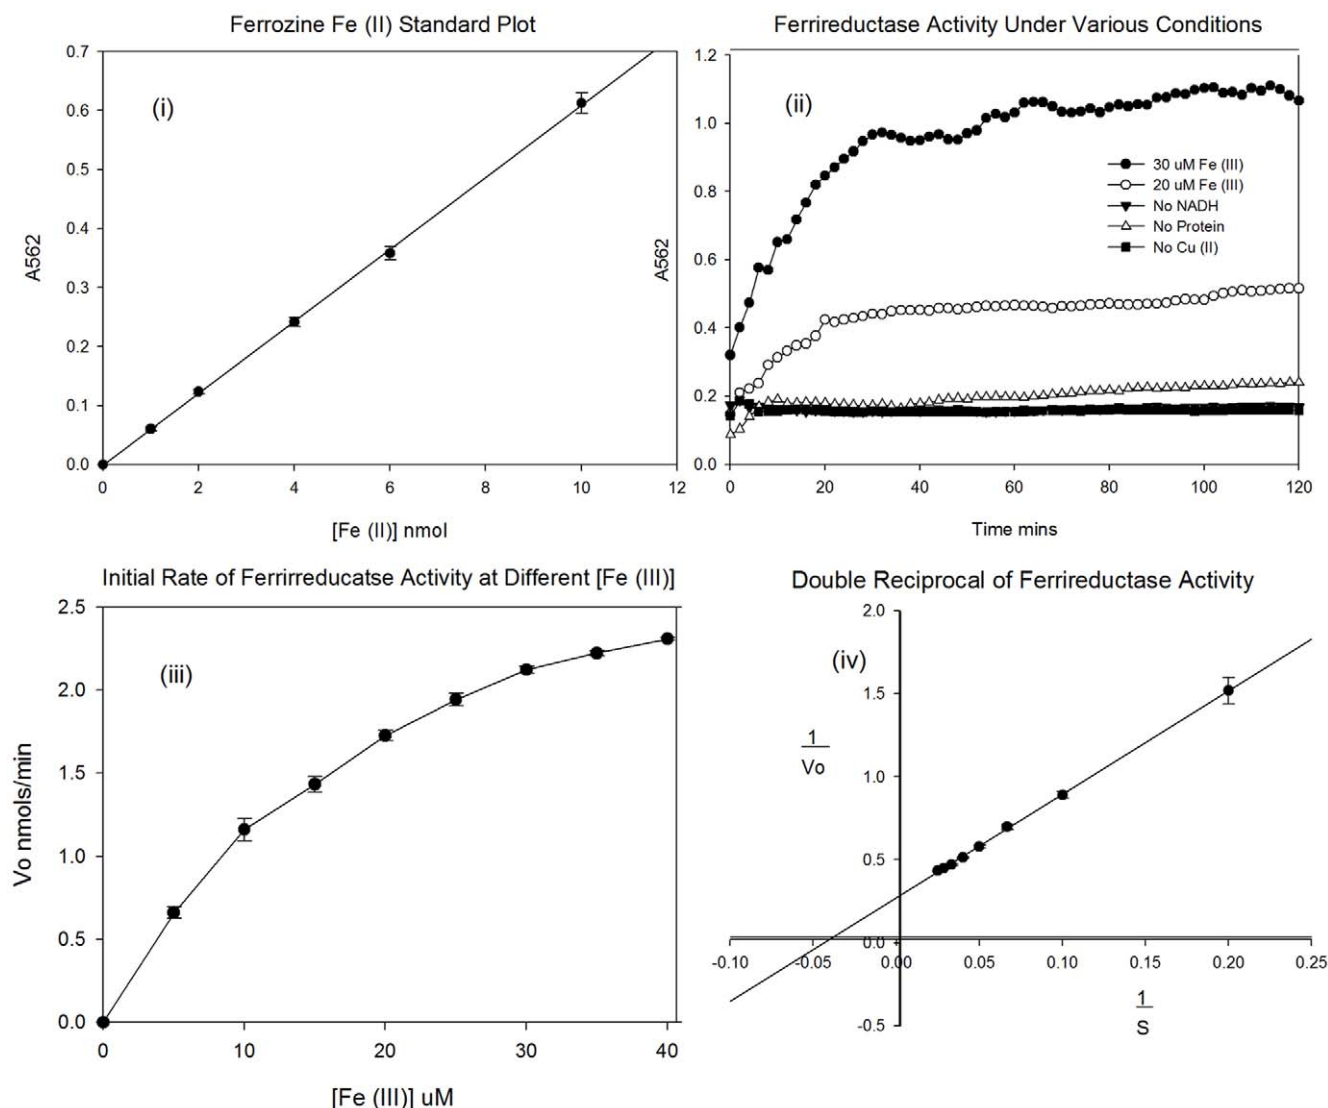 Ferrozine Fe (II) Standard Plot
(i)
A562
0.7
0.6
0.5
0.4
0.3
0.2
0.1
0.0
0 2 4 6 8 10 12
[Fe (II)] nmol
Ferrireductase Activity Under Various Conditions
(ii)
A562
1.2
1.0
0.8
0.6
0.4
0.2
0.0
30 uM Fe (III)
20 uM Fe (III)
No NADH
No Protein
No Cu (II)
0 20 40 60 80 100 120
Time mins
Initial Rate of Ferrirreducatse Activity at Different [Fe (III)]
(iii)
Vo nmols/min
2.5
2.0
1.5
1.0
0.5
0.0
0 10 20 30 40
[Fe (III)] uM
Double Reciprocal of Ferrireductase Activity
(iv)
1
Vo
2.0
1.5
1.0
0.5
0.0
-0.5
-0.10 -0.05 0.00 0.05 0.10 0.15 0.20 0.25
1
S